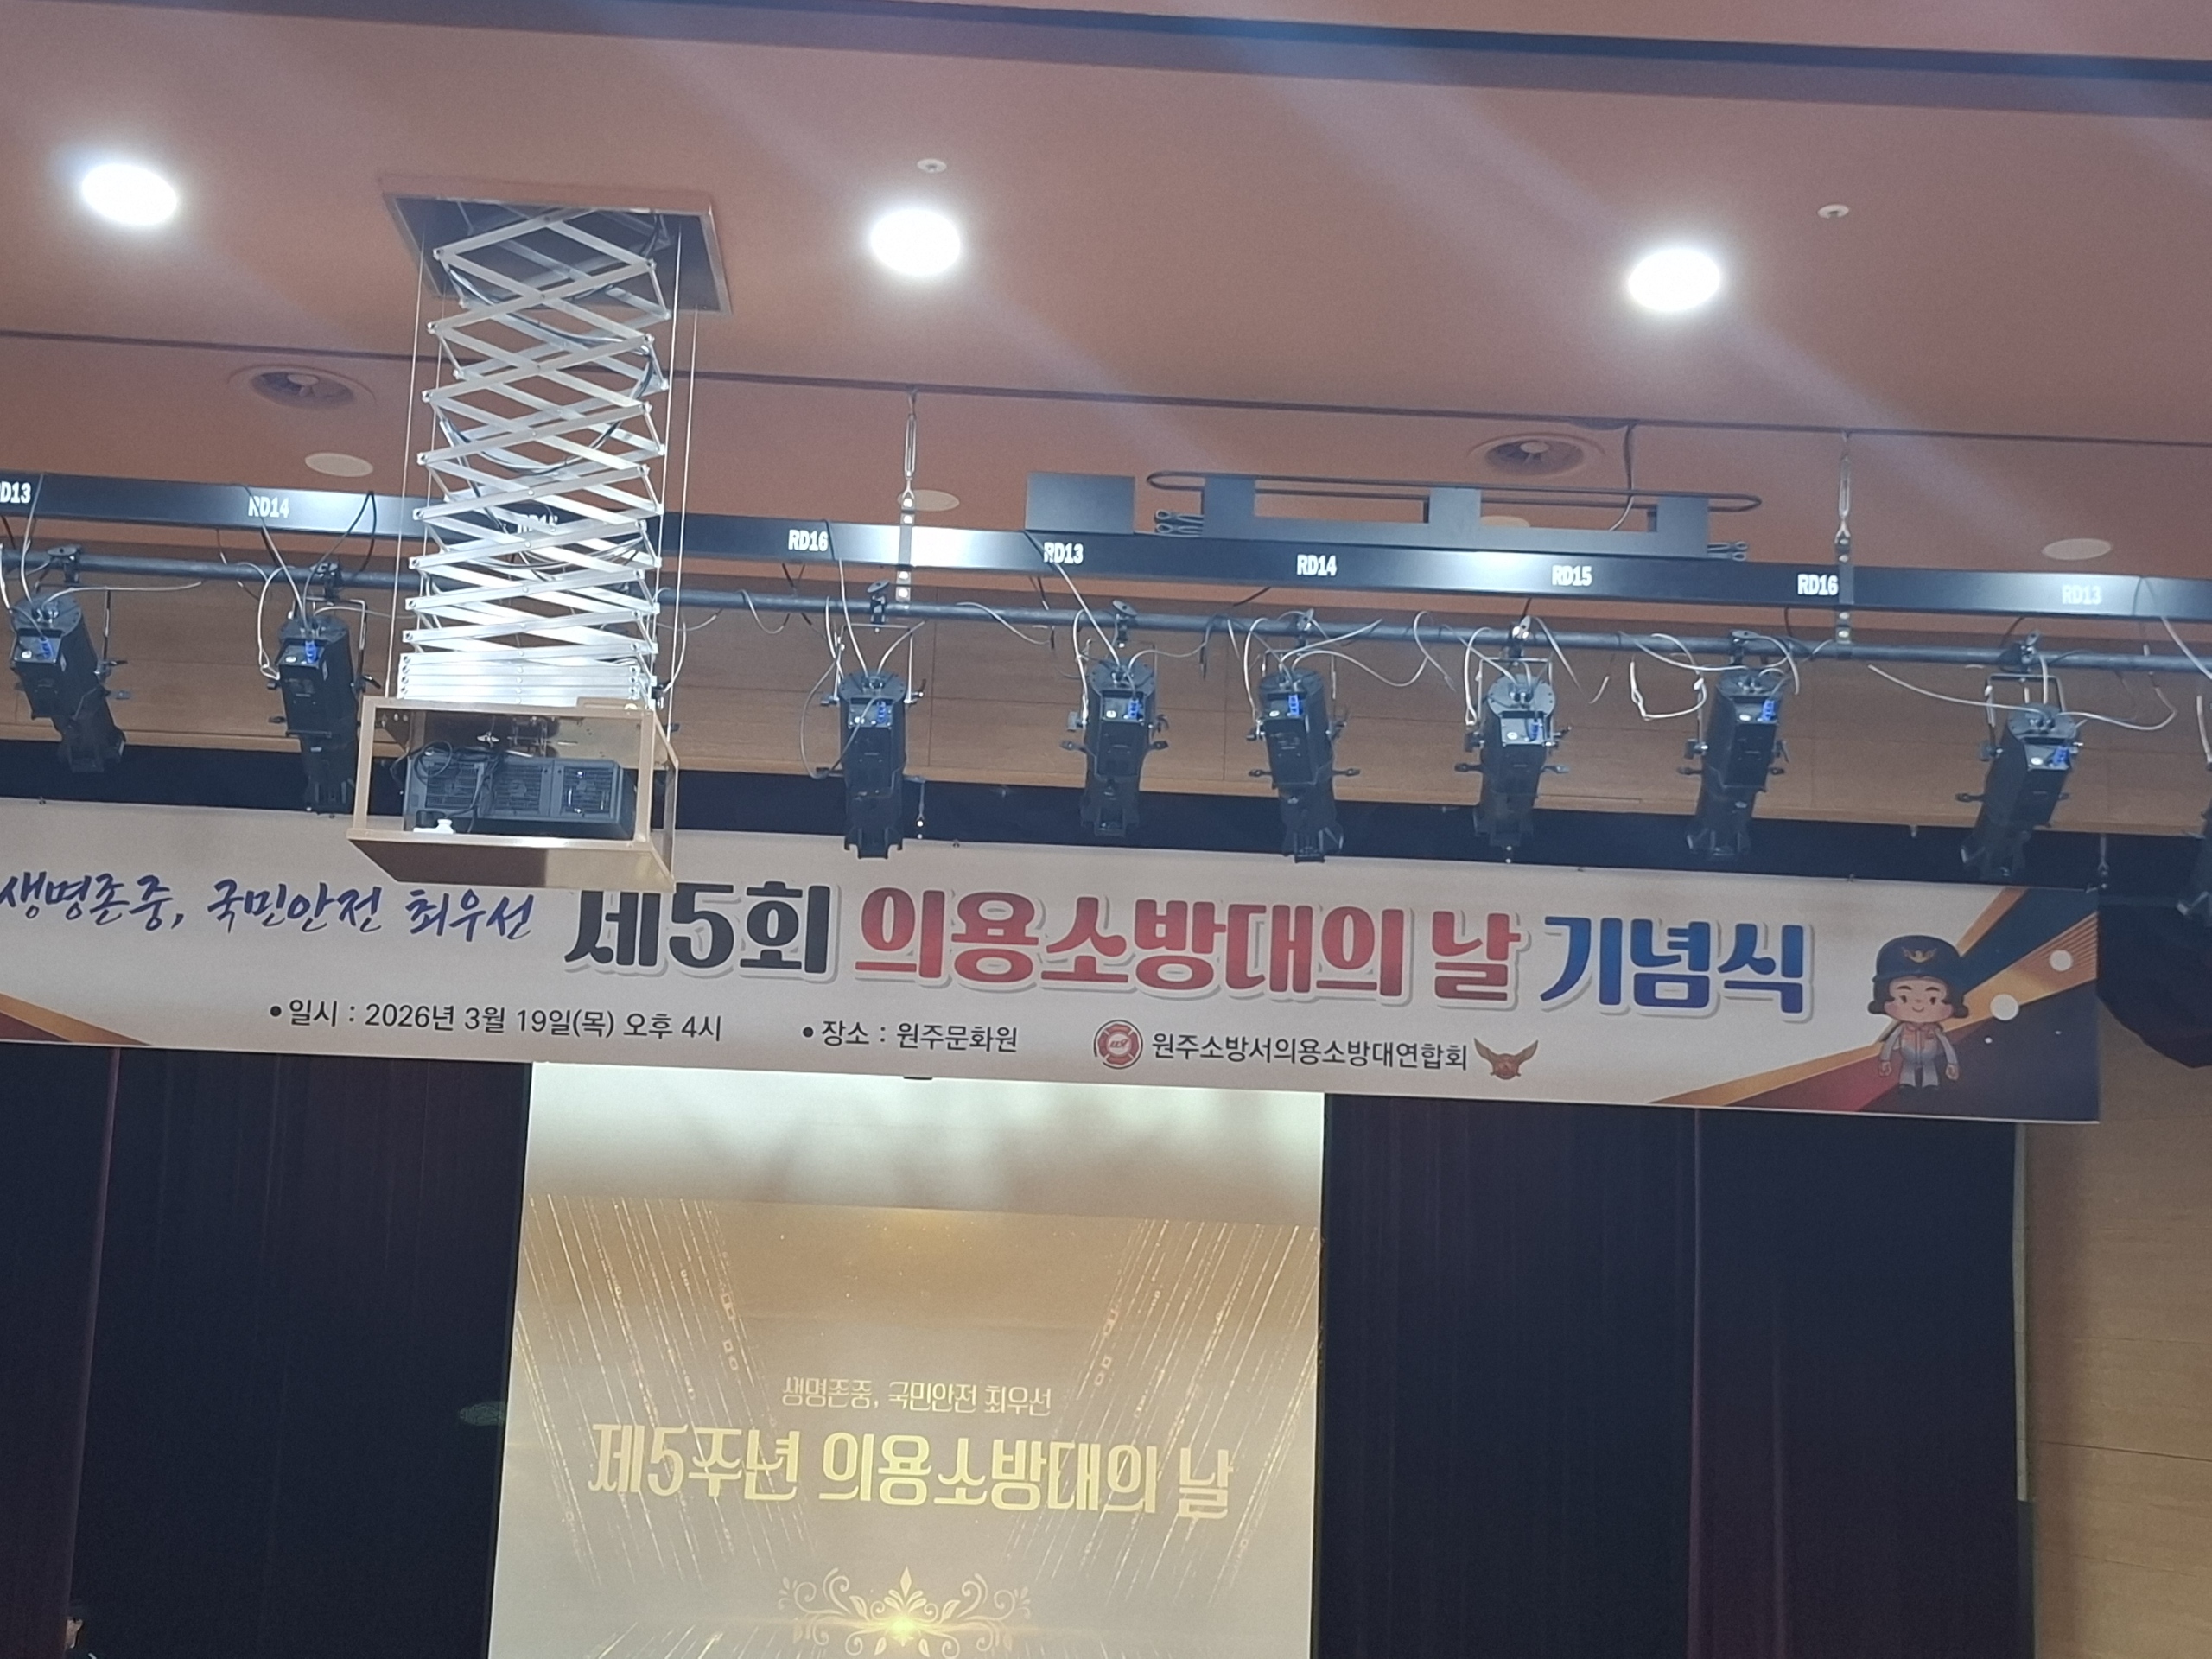 RD14
RD16
RD13
RD14
RD15
RD16
RD13
생명존중, 국민안전 최우선 제5회 의용소방대의 날 기념식
•일시 : 2026년 3월 19일(목) 오후 4시 •장소 : 원주문화원 원주소방서의용소방대연합회
생명존중, 국민안전 최우선
제5주년 의용소방대의 날